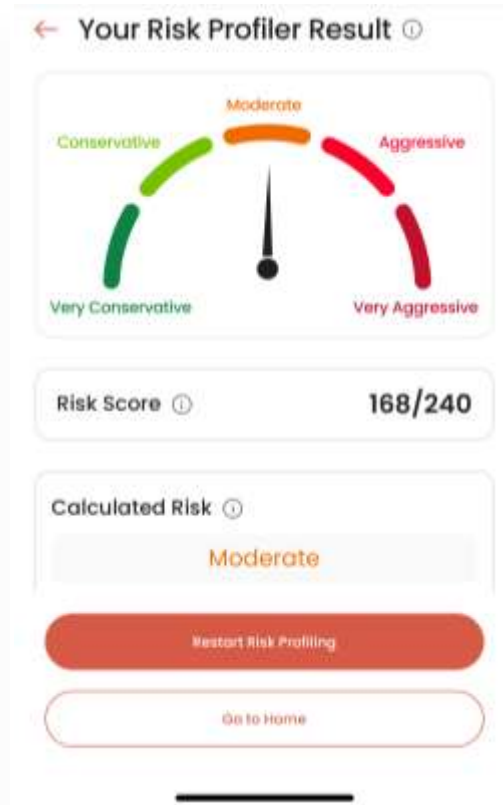 ← Your Risk Profiler Result ⓘ
Moderate
Conservative
Aggressive
Very Conservative
Very Aggressive
Risk Score ⓘ
168/240
Calculated Risk ⓘ
Moderate
Restart Risk Profiling
Go to Home